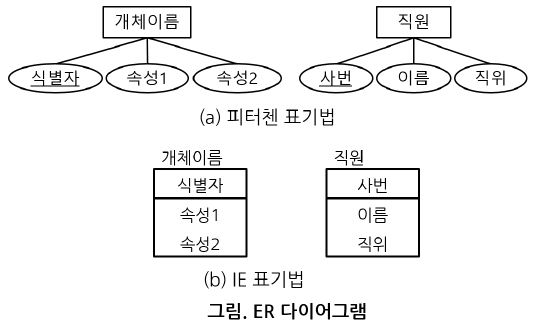 개체이름 직원
식별자 속성1 속성2 사번 이름 직위
(a) 피터첸 표기법
개체이름 직원
식별자 사번
속성1 이름
속성2 직위
(b) IE 표기법
그림. ER 다이어그램